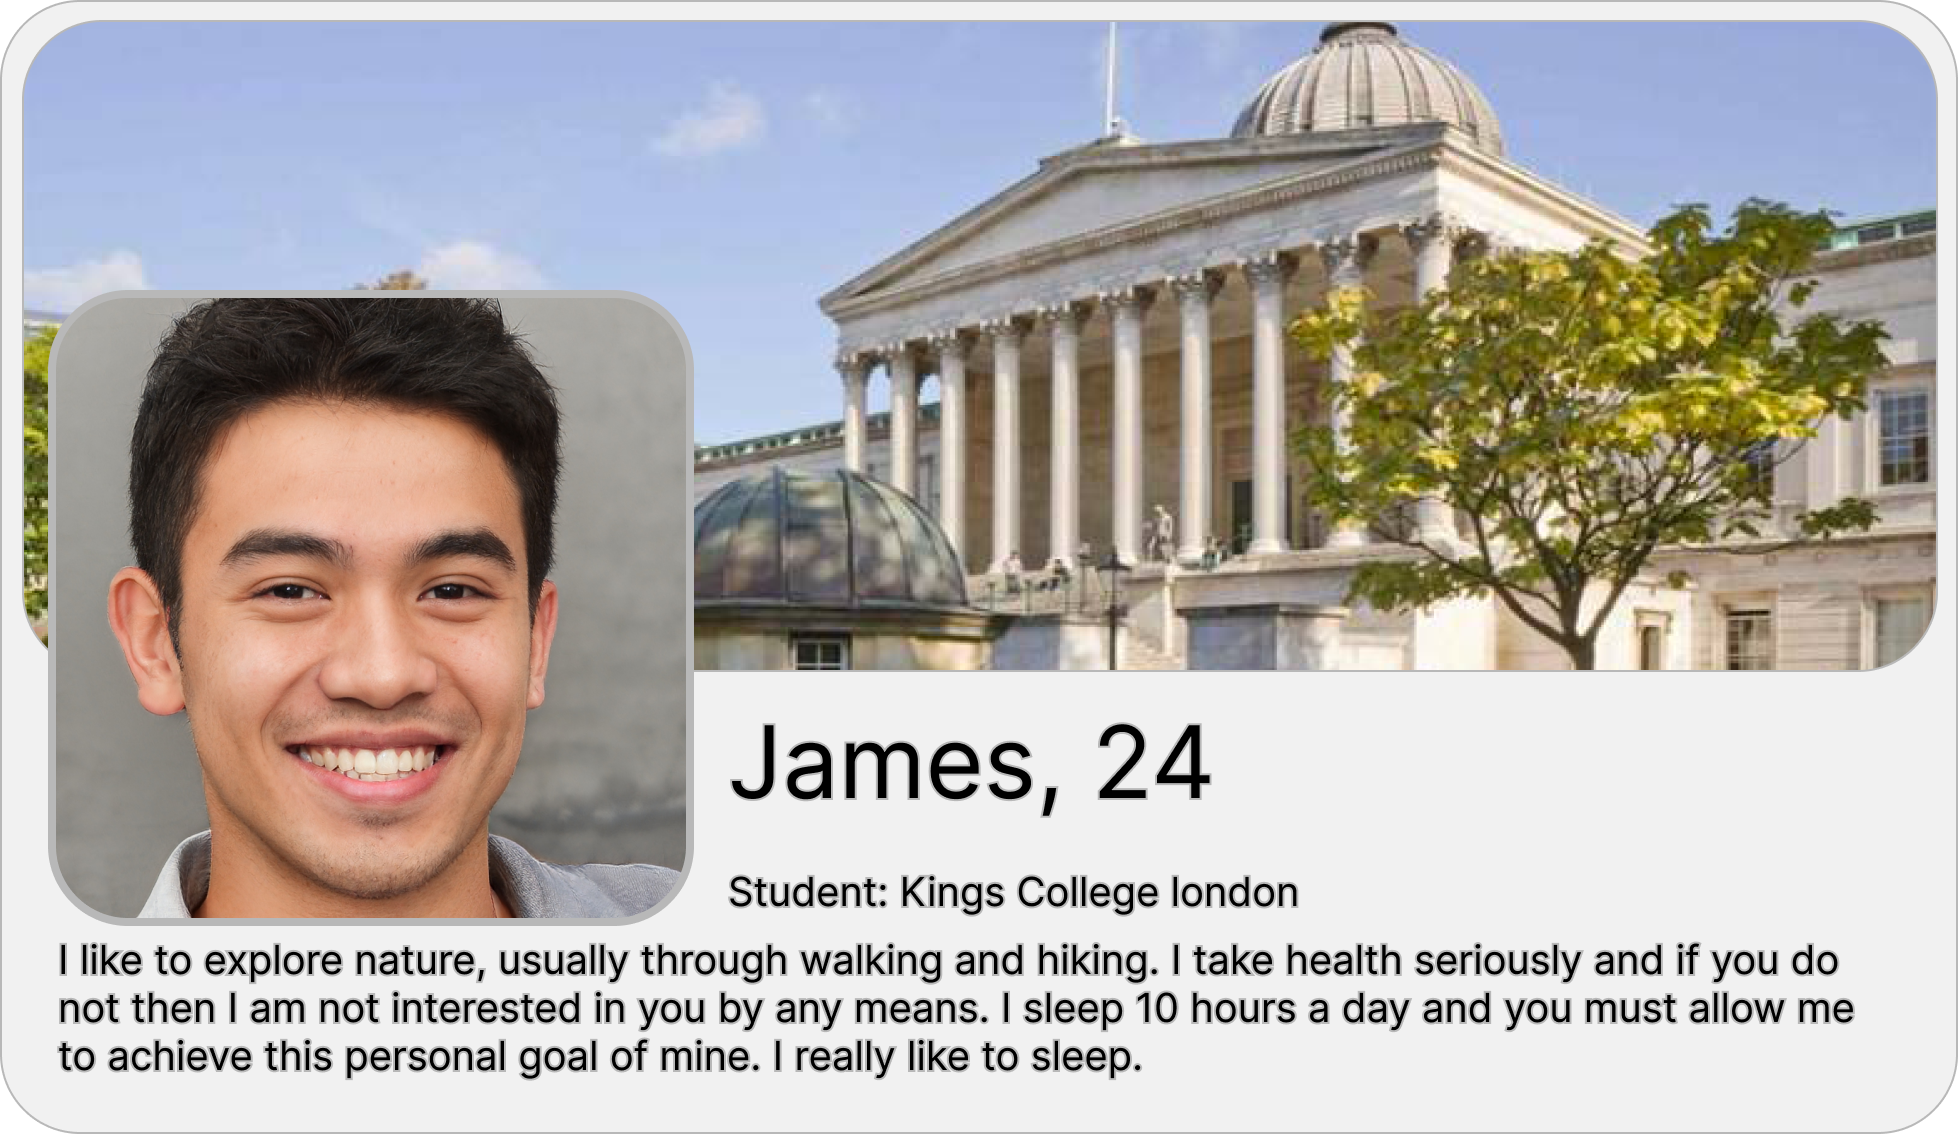 James, 24
Student: Kings College london
I like to explore nature, usually through walking and hiking. I take health seriously and if you do
not then I am not interested in you by any means. I sleep 10 hours a day and you must allow me
to achieve this personal goal of mine. I really like to sleep.